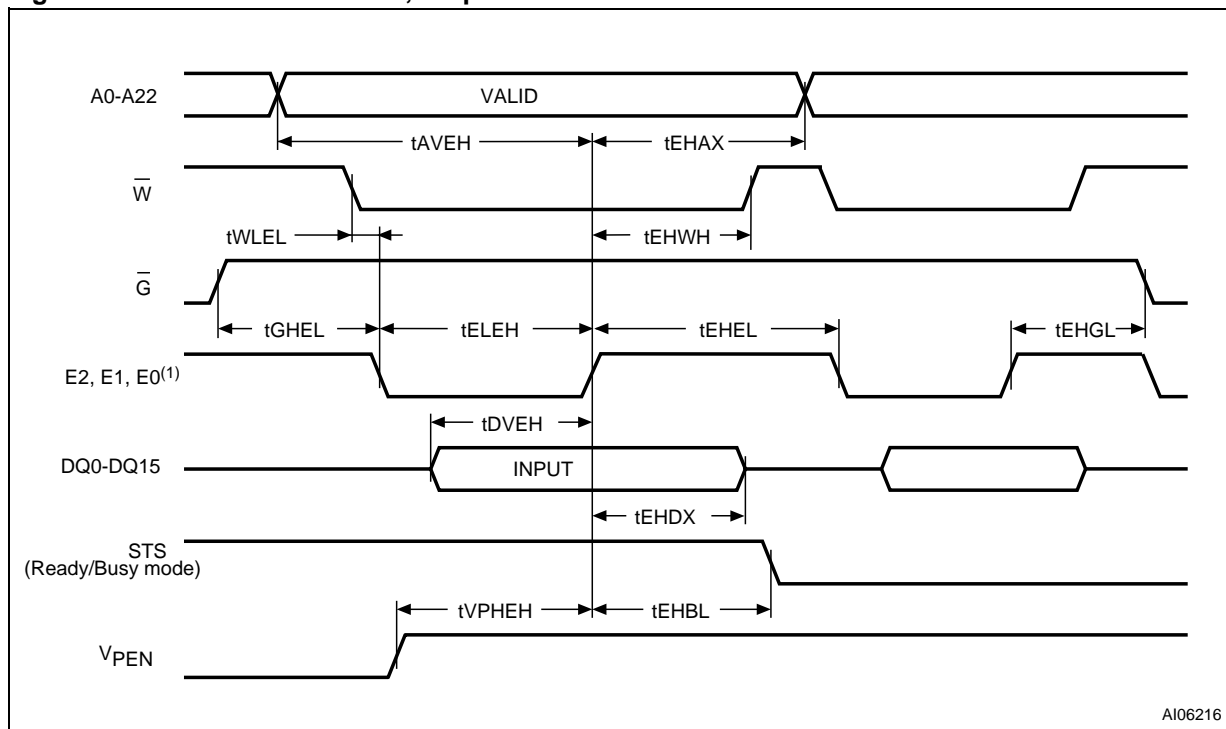 A0-A22
VALID
tAVEH
tEHAX
W
tWLEL
tEHWH
G
tGHEL
tELEH
tEHEL
tEHGL
E2, E1, E0(1)
tDVEH
DQ0-DQ15
INPUT
tEHDX
STS
(Ready/Busy mode)
tVPHEH
tEHBL
VPEN
AI06216